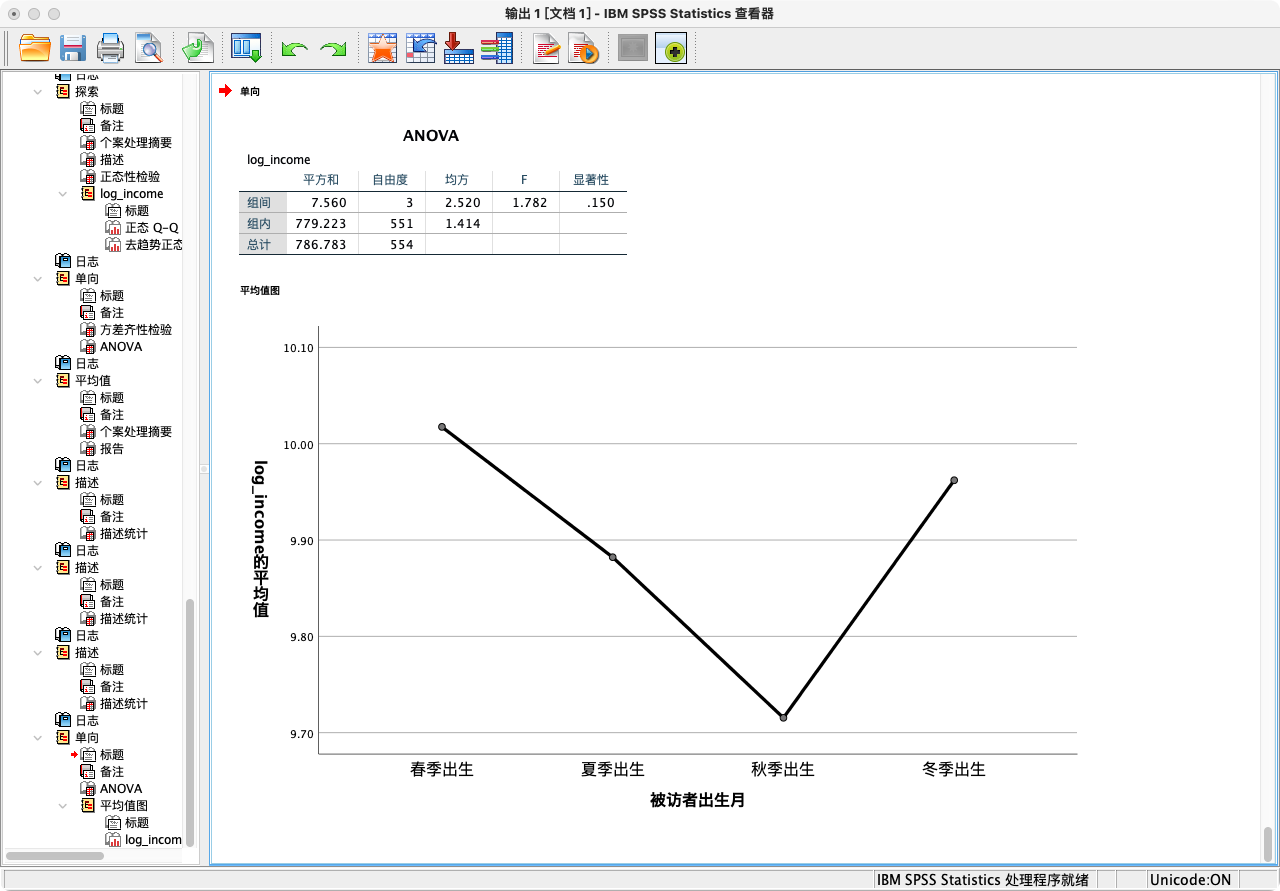 输出 1 [文档 1] - IBM SPSS Statistics 查看器
日志
探索
标题
备注
个案处理摘要
描述
正态性检验
log_income
标题
正态 Q-Q
去趋势正态
日志
单向
标题
备注
方差齐性检验
ANOVA
日志
平均值
标题
备注
个案处理摘要
报告
日志
描述
标题
备注
描述统计
日志
描述
标题
备注
描述统计
日志
描述
标题
备注
描述统计
日志
单向
标题
备注
ANOVA
平均值图
标题
log_incom
单向
ANOVA
log_income
平方和 自由度 均方 F 显著性
组间 7.560 3 2.520 1.782 .150
组内 779.223 551 1.414
总计 786.783 554
平均值图
10.10
10.00
9.90
9.80
9.70
log_income的平均值
春季出生 夏季出生 秋季出生 冬季出生
被访者出生月
IBM SPSS Statistics 处理程序就绪 Unicode:ON